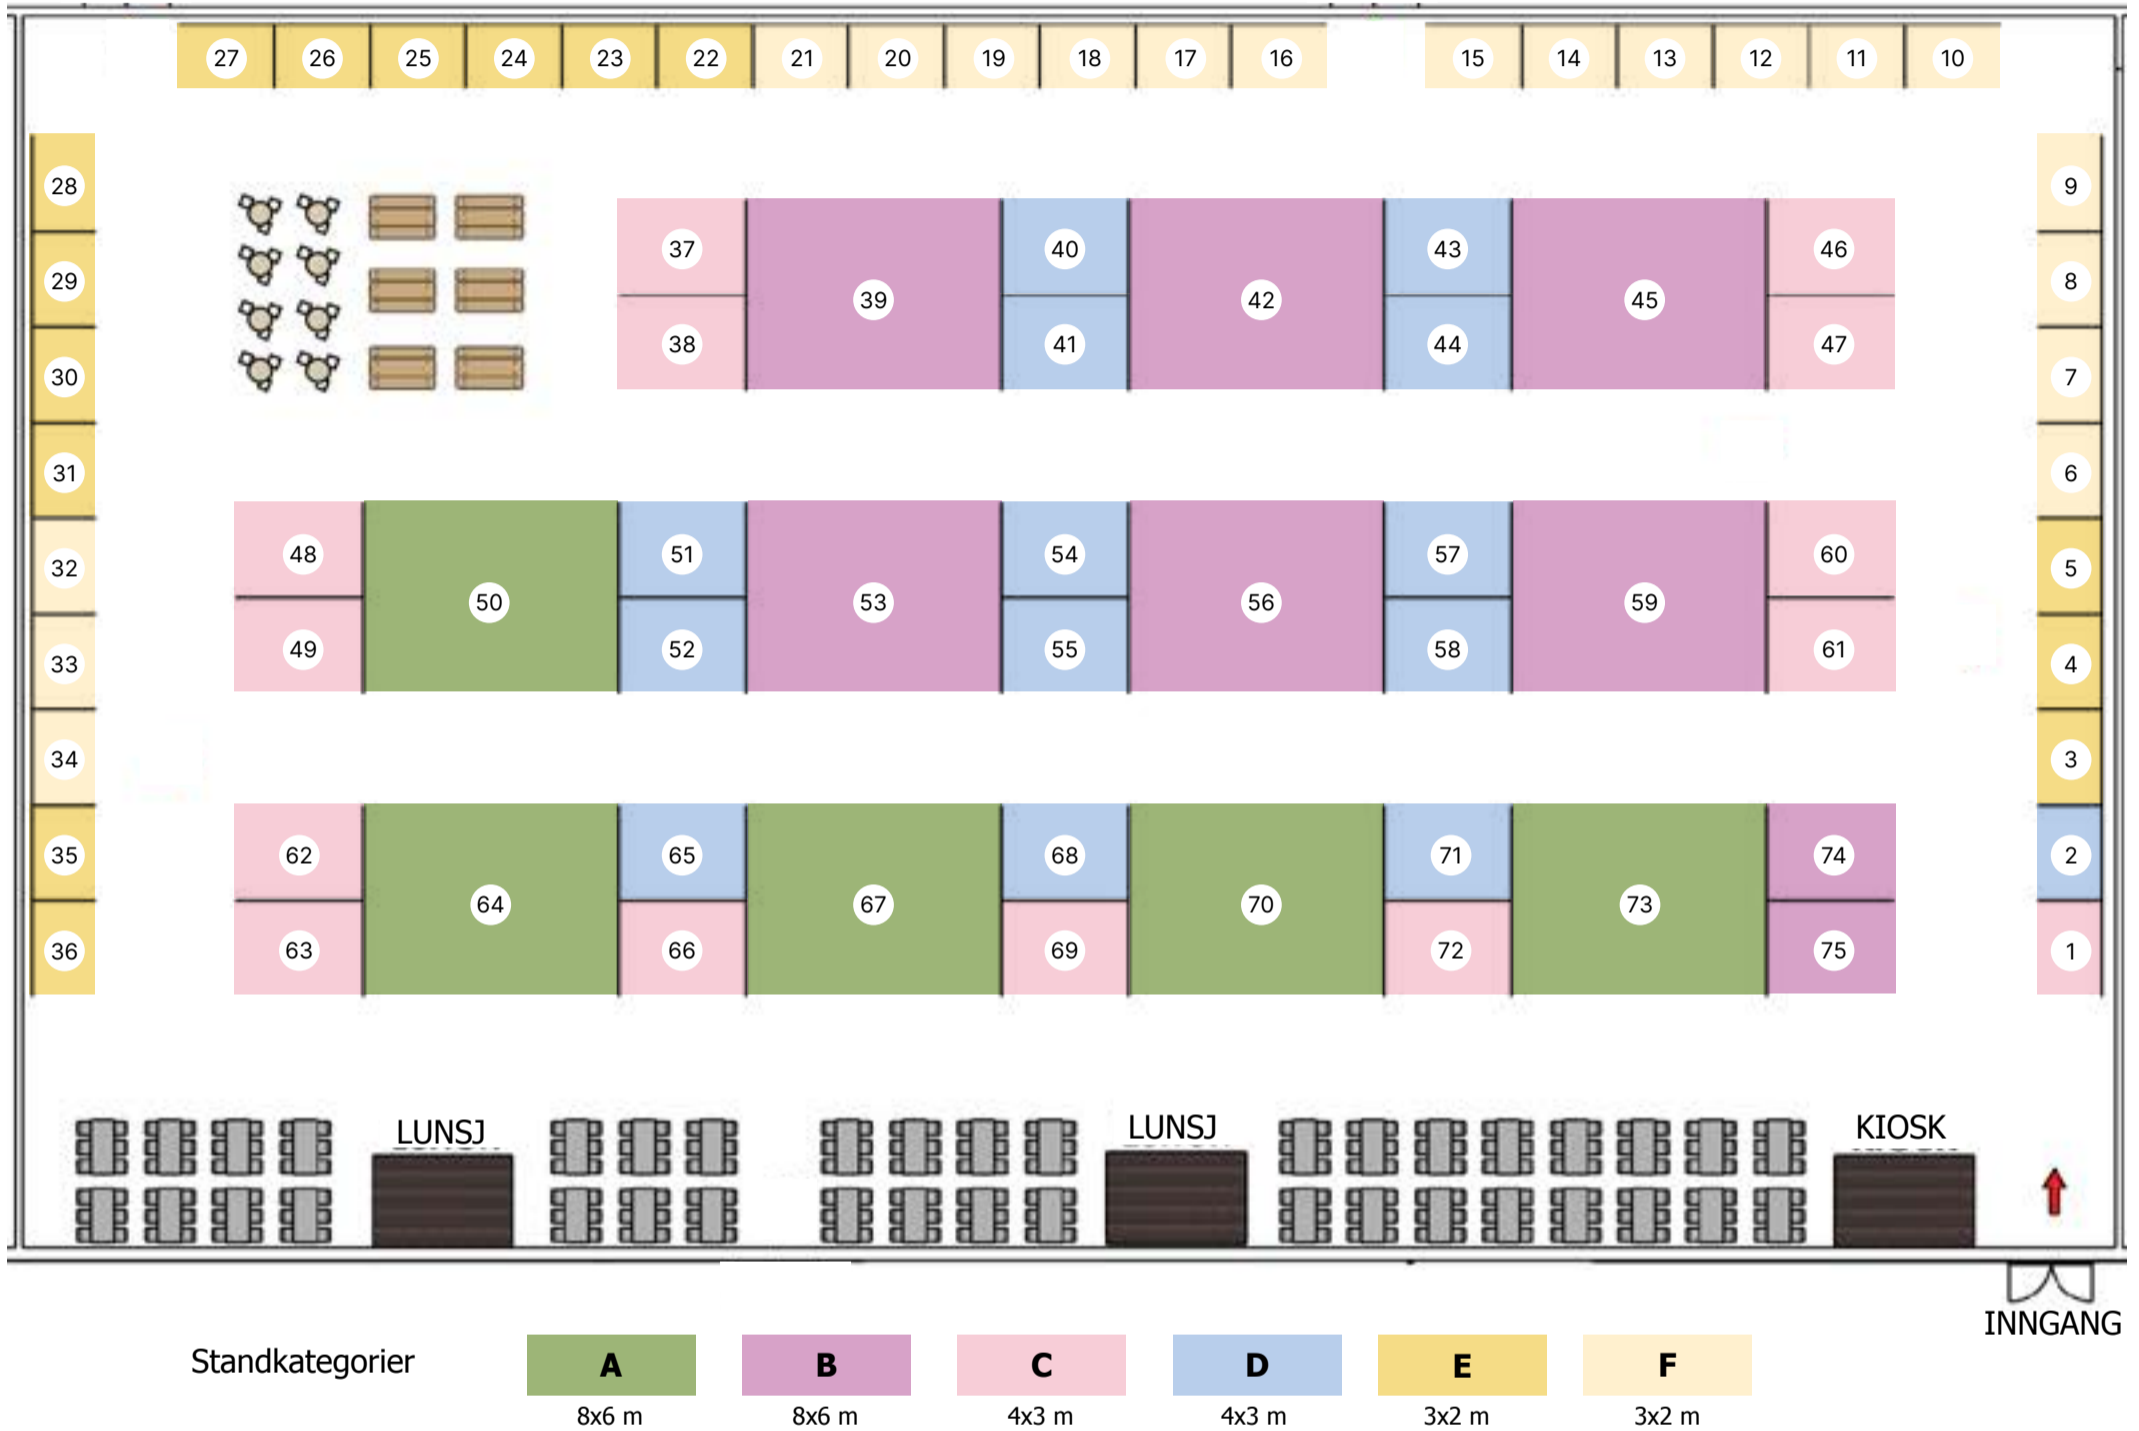 27 26 25 24 23 22 21 20 19 18 17 16 15 14 13 12 11 10
28 9
29 8
30 7
31 6
32 5
33 4
34 3
35 2
36 1
37 40 43 46
39 42 45
38 41 44 47
48 51 54 57 60
50 53 56 59
49 52 55 58 61
62 65 68 71 74
64 67 70 73
63 66 69 72 75
LUNSJ LUNSJ KIOSK
INNGANG
Standkategorier A B C D E F
8x6 m 8x6 m 4x3 m 4x3 m 3x2 m 3x2 m